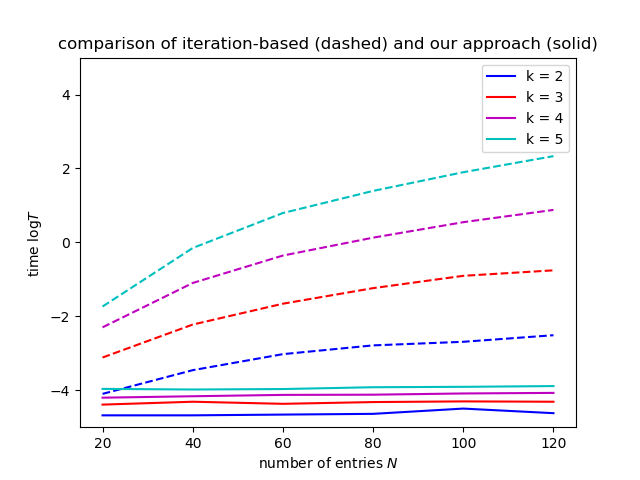 comparison of iteration-based (dashed) and our approach (solid)
k = 2
k = 3
k = 4
k = 5
time logT
4
2
0
−2
−4
20 40 60 80 100 120
number of entries N